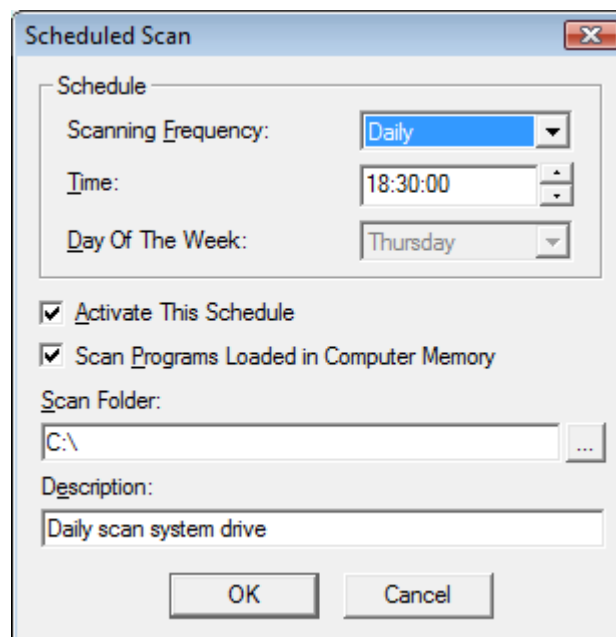 Scheduled Scan
Schedule
Scanning Frequency: Daily
Time: 18:30:00
Day Of The Week: Thursday
Activate This Schedule
Scan Programs Loaded in Computer Memory
Scan Folder:
C:\
...
Description:
Daily scan system drive
OK Cancel